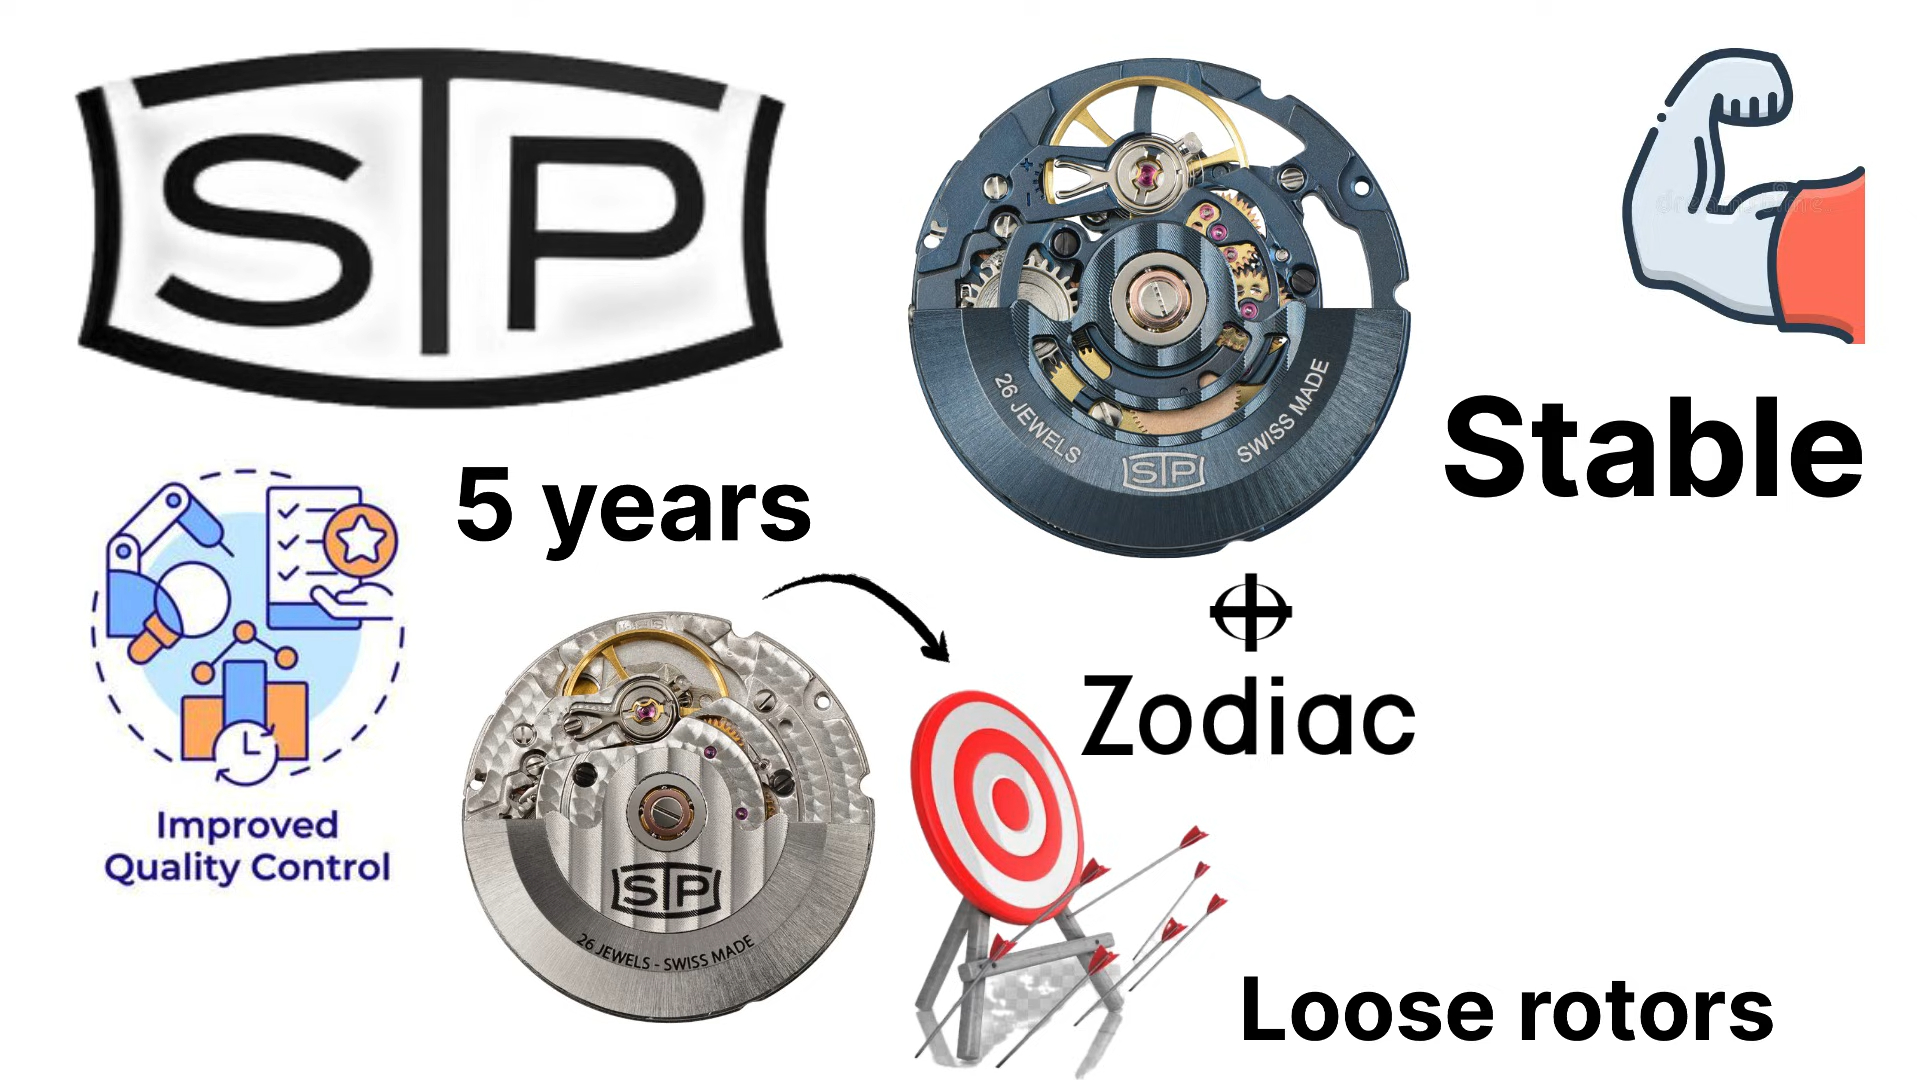 STP
Stable
26 JEWELS
SWISS MADE
STP
5 years
Zodiac
Improved
Quality Control
STP
26 JEWELS - SWISS MADE
Loose rotors